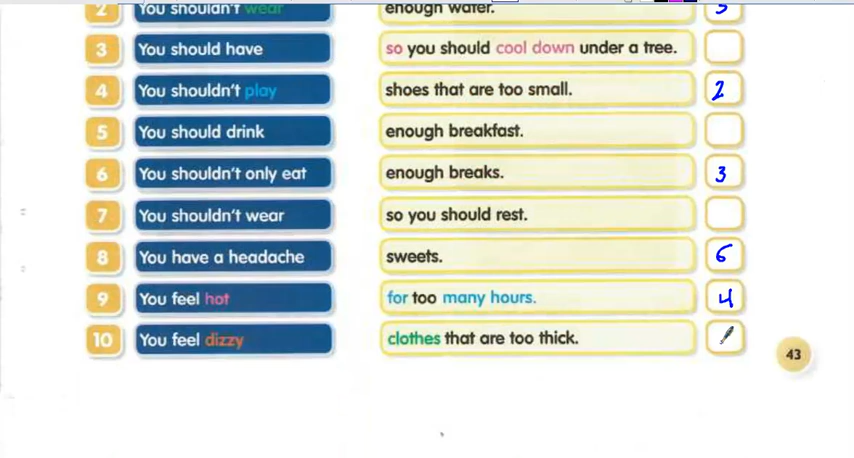 2 You shouldn't wear enough water. 5
3 You should have so you should cool down under a tree.
4 You shouldn't play shoes that are too small. 2
5 You should drink enough breakfast.
6 You shouldn't only eat enough breaks. 3
7 You shouldn't wear so you should rest.
8 You have a headache sweets. 6
9 You feel hot for too many hours. 4
10 You feel dizzy clothes that are too thick.
43